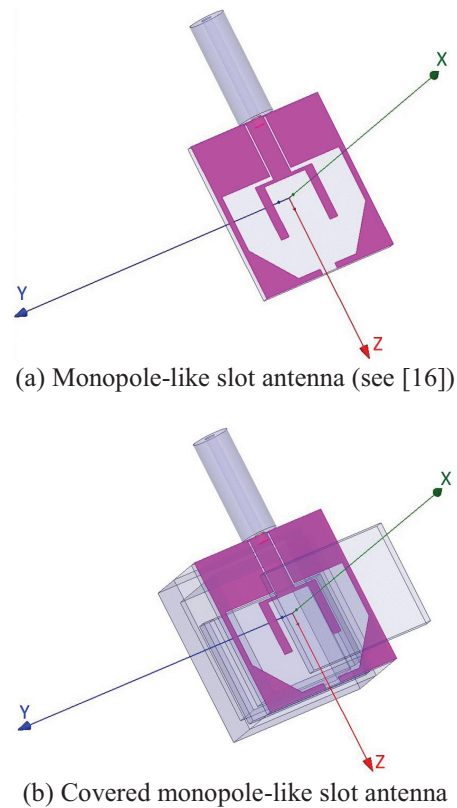 X
Y
Z
(a) Monopole-like slot antenna (see [16])
X
Y
Z
(b) Covered monopole-like slot antenna